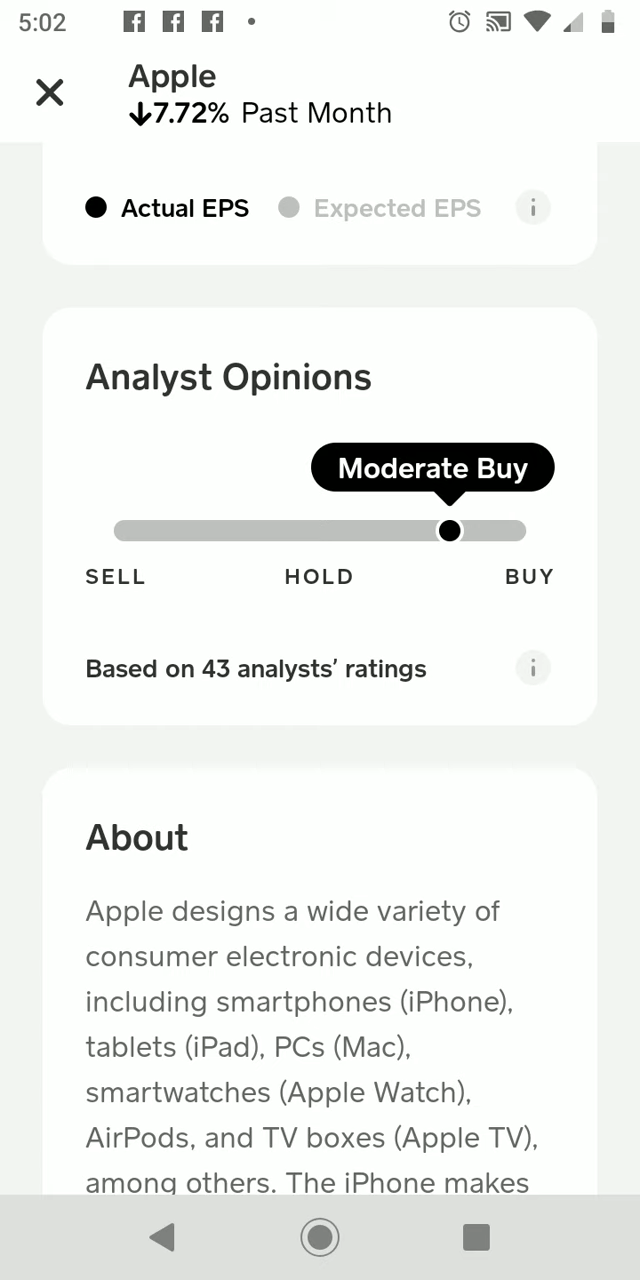 5:02
Apple
↓7.72% Past Month
Actual EPS Expected EPS i
Analyst Opinions
Moderate Buy
SELL HOLD BUY
Based on 43 analysts’ ratings i
About
Apple designs a wide variety of
consumer electronic devices,
including smartphones (iPhone),
tablets (iPad), PCs (Mac),
smartwatches (Apple Watch),
AirPods, and TV boxes (Apple TV),
among others. The iPhone makes